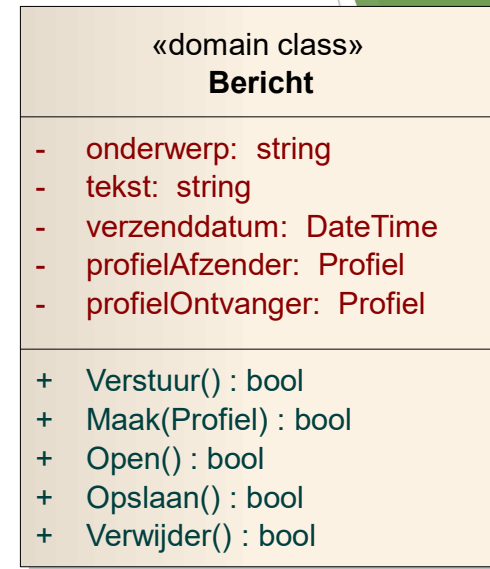 «domain class»
Bericht
- onderwerp: string
- tekst: string
- verzenddatum: DateTime
- profielAfzender: Profiel
- profielOntvanger: Profiel
+ Verstuur() : bool
+ Maak(Profiel) : bool
+ Open() : bool
+ Opslaan() : bool
+ Verwijder() : bool